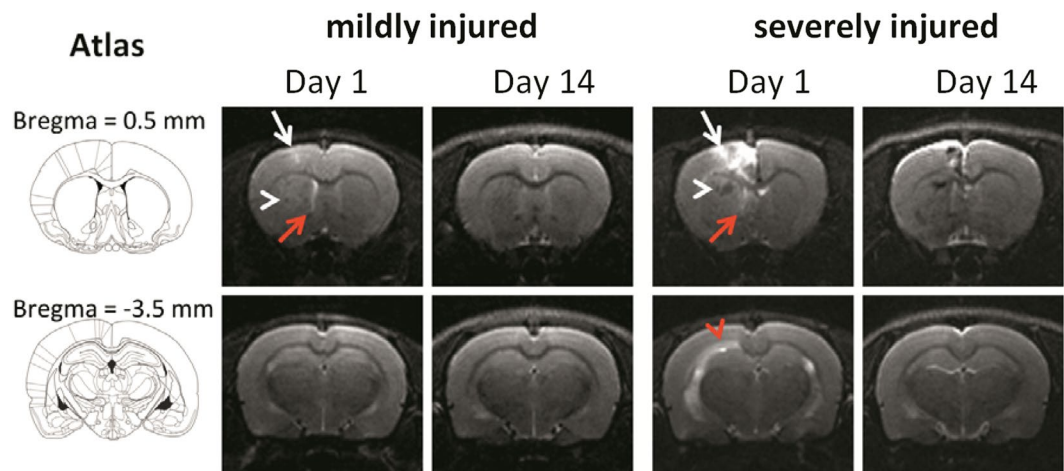 Atlas
mildly injured
severely injured
Day 1
Day 14
Day 1
Day 14
Bregma = 0.5 mm
Bregma = -3.5 mm